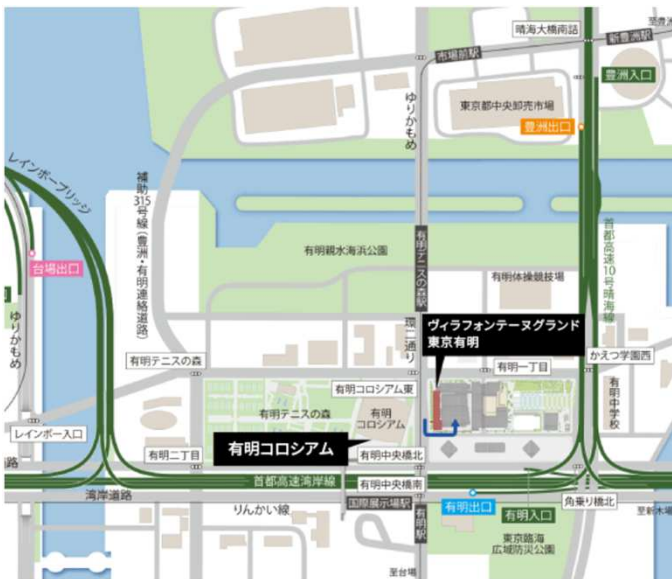 晴海大橋南詰
新豊洲駅
至豊洲
市場前駅
豊洲入口
東京都中央卸売市場
ゆりかもめ
豊洲出口
レインボーブリッジ
補助315号線(豊洲・有明連絡道路)
首都高速10号晴海線
有明親水海浜公園
有明テニスの森駅
台場出口
口
有明体操競技場
ゆりかもめ
環二通り
ヴィラフォンテーヌグランド
東京有明
有明テニスの森
有明一丁目
かえつ学園西
有明コロシアム東
有明中学校
有明テニスの森
有明
コロシアム
レインボー入口
有明コロシアム
路
有明二丁目
有明中央橋北
首都高速湾岸線
有明中央橋南
湾岸道路
国際展示場駅
有明出口
角乗り橋北
りんかい線
有明駅
有明入口
至新木場
東京臨海
広域防災公園
至台場